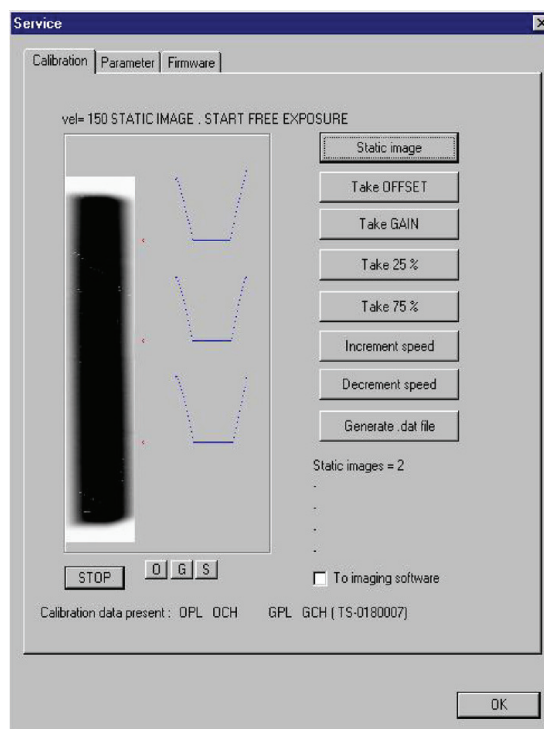 Service
Calibration Parameter Firmware
vel= 150 STATIC IMAGE . START FREE EXPOSURE
Static image
Take OFFSET
Take GAIN
Take 25 %
Take 75 %
Increment speed
Decrement speed
Generate .dat file
Static images = 2
-
-
-
-
STOP O G S
To imaging software
Calibration data present : OPL OCH GPL GCH ( TS-0180007)
OK